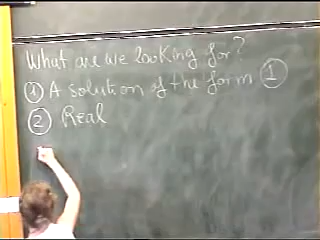 What are we looking for?
① A solution of the form ①
② Real